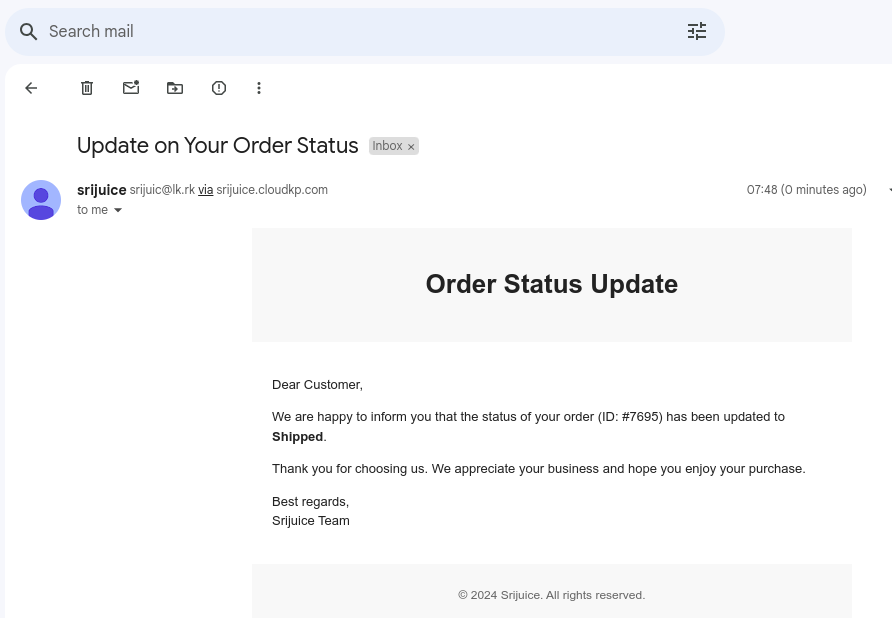 Search mail
Update on Your Order Status Inbox ×
srijuice srijuic@lk.rk via srijuice.cloudkp.com 07:48 (0 minutes ago)
to me
Order Status Update
Dear Customer,
We are happy to inform you that the status of your order (ID: #7695) has been updated to
Shipped.
Thank you for choosing us. We appreciate your business and hope you enjoy your purchase.
Best regards,
Srijuice Team
© 2024 Srijuice. All rights reserved.